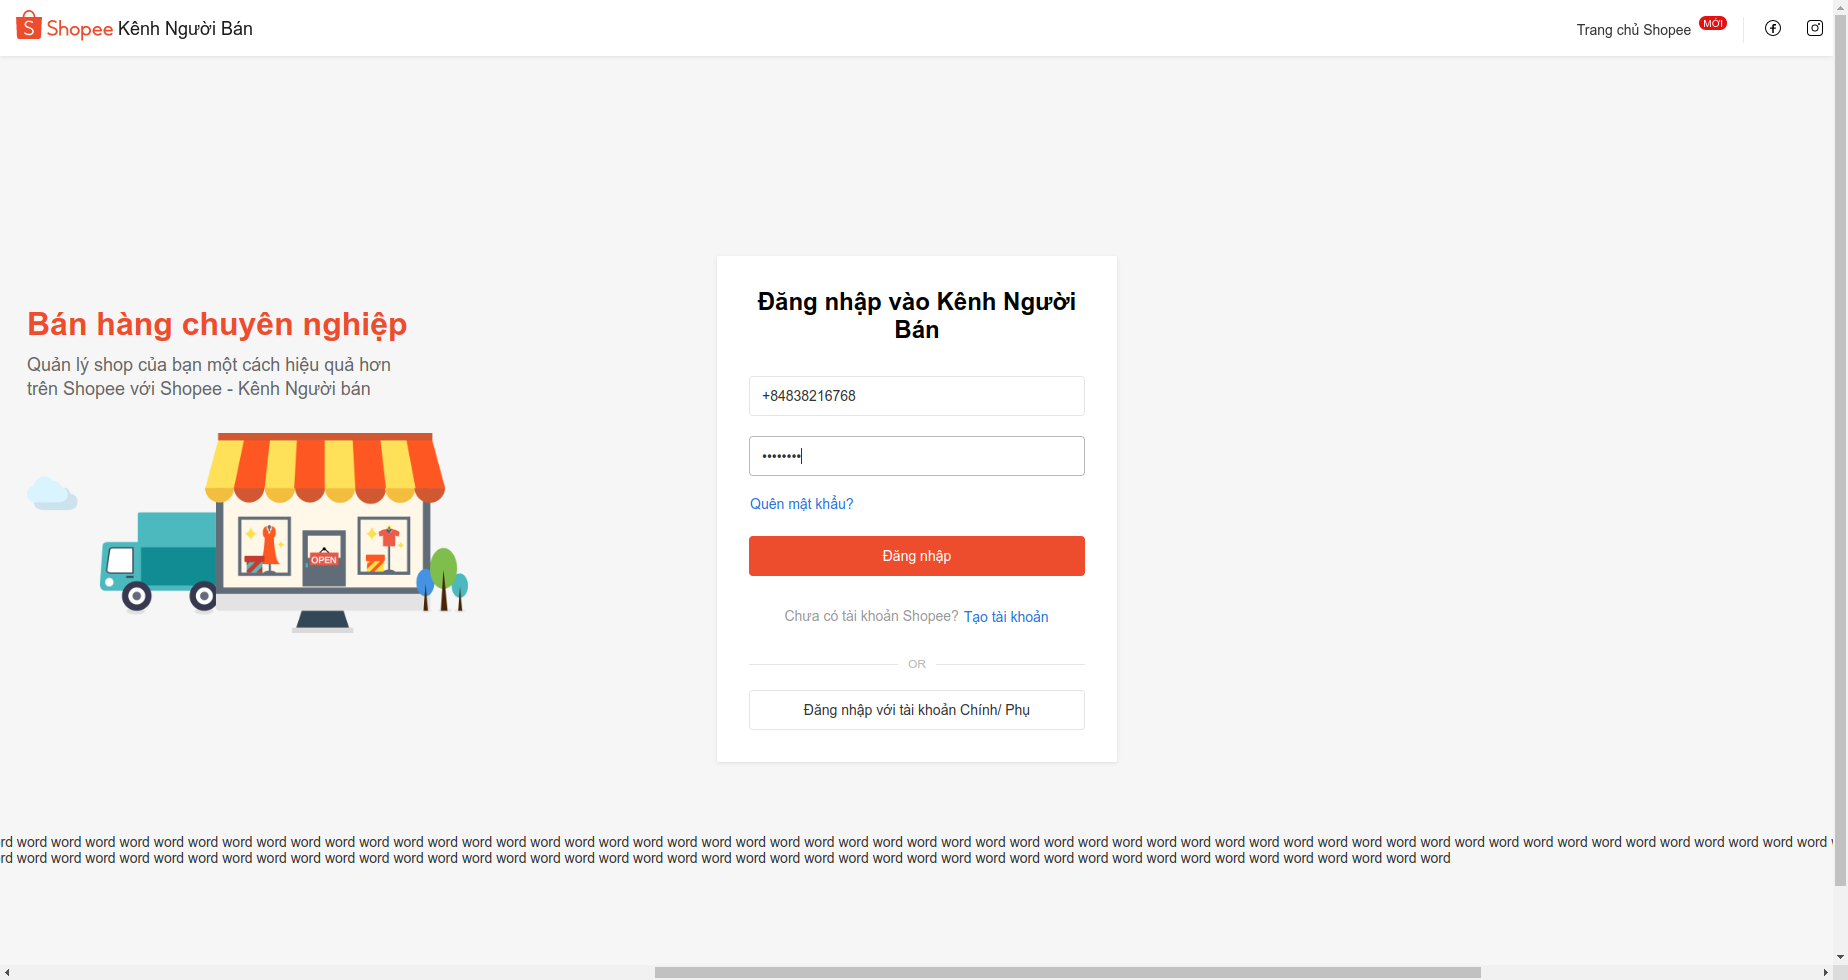 Shopee Kênh Người Bán
Trang chủ Shopee MỚI
Bán hàng chuyên nghiệp
Quản lý shop của bạn một cách hiệu quả hơn
trên Shopee với Shopee - Kênh Người bán
OPEN
Đăng nhập vào Kênh Người
Bán
+84838216768
••••••••
Quên mật khẩu?
Đăng nhập
Chưa có tài khoản Shopee? Tạo tài khoản
OR
Đăng nhập với tài khoản Chính/ Phụ
rd word word word word word word word word word word word word word word word word word word word word word word word word word word word word word word word word word word word word word word word word word word word word word word word word word word word word word
rd word word word word word word word word word word word word word word word word word word word word word word word word word word word word word word word word word word word word word word word word word